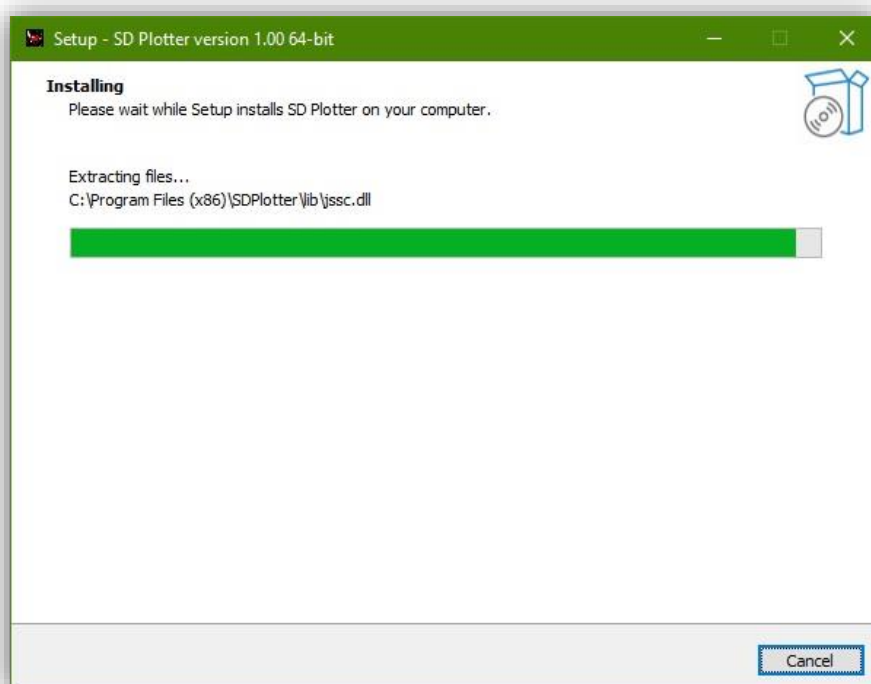 Setup - SD Plotter version 1.00 64-bit
Installing
Please wait while Setup installs SD Plotter on your computer.
Extracting files...
C:\Program Files (x86)\SDPlotter\lib\jssc.dll
Cancel